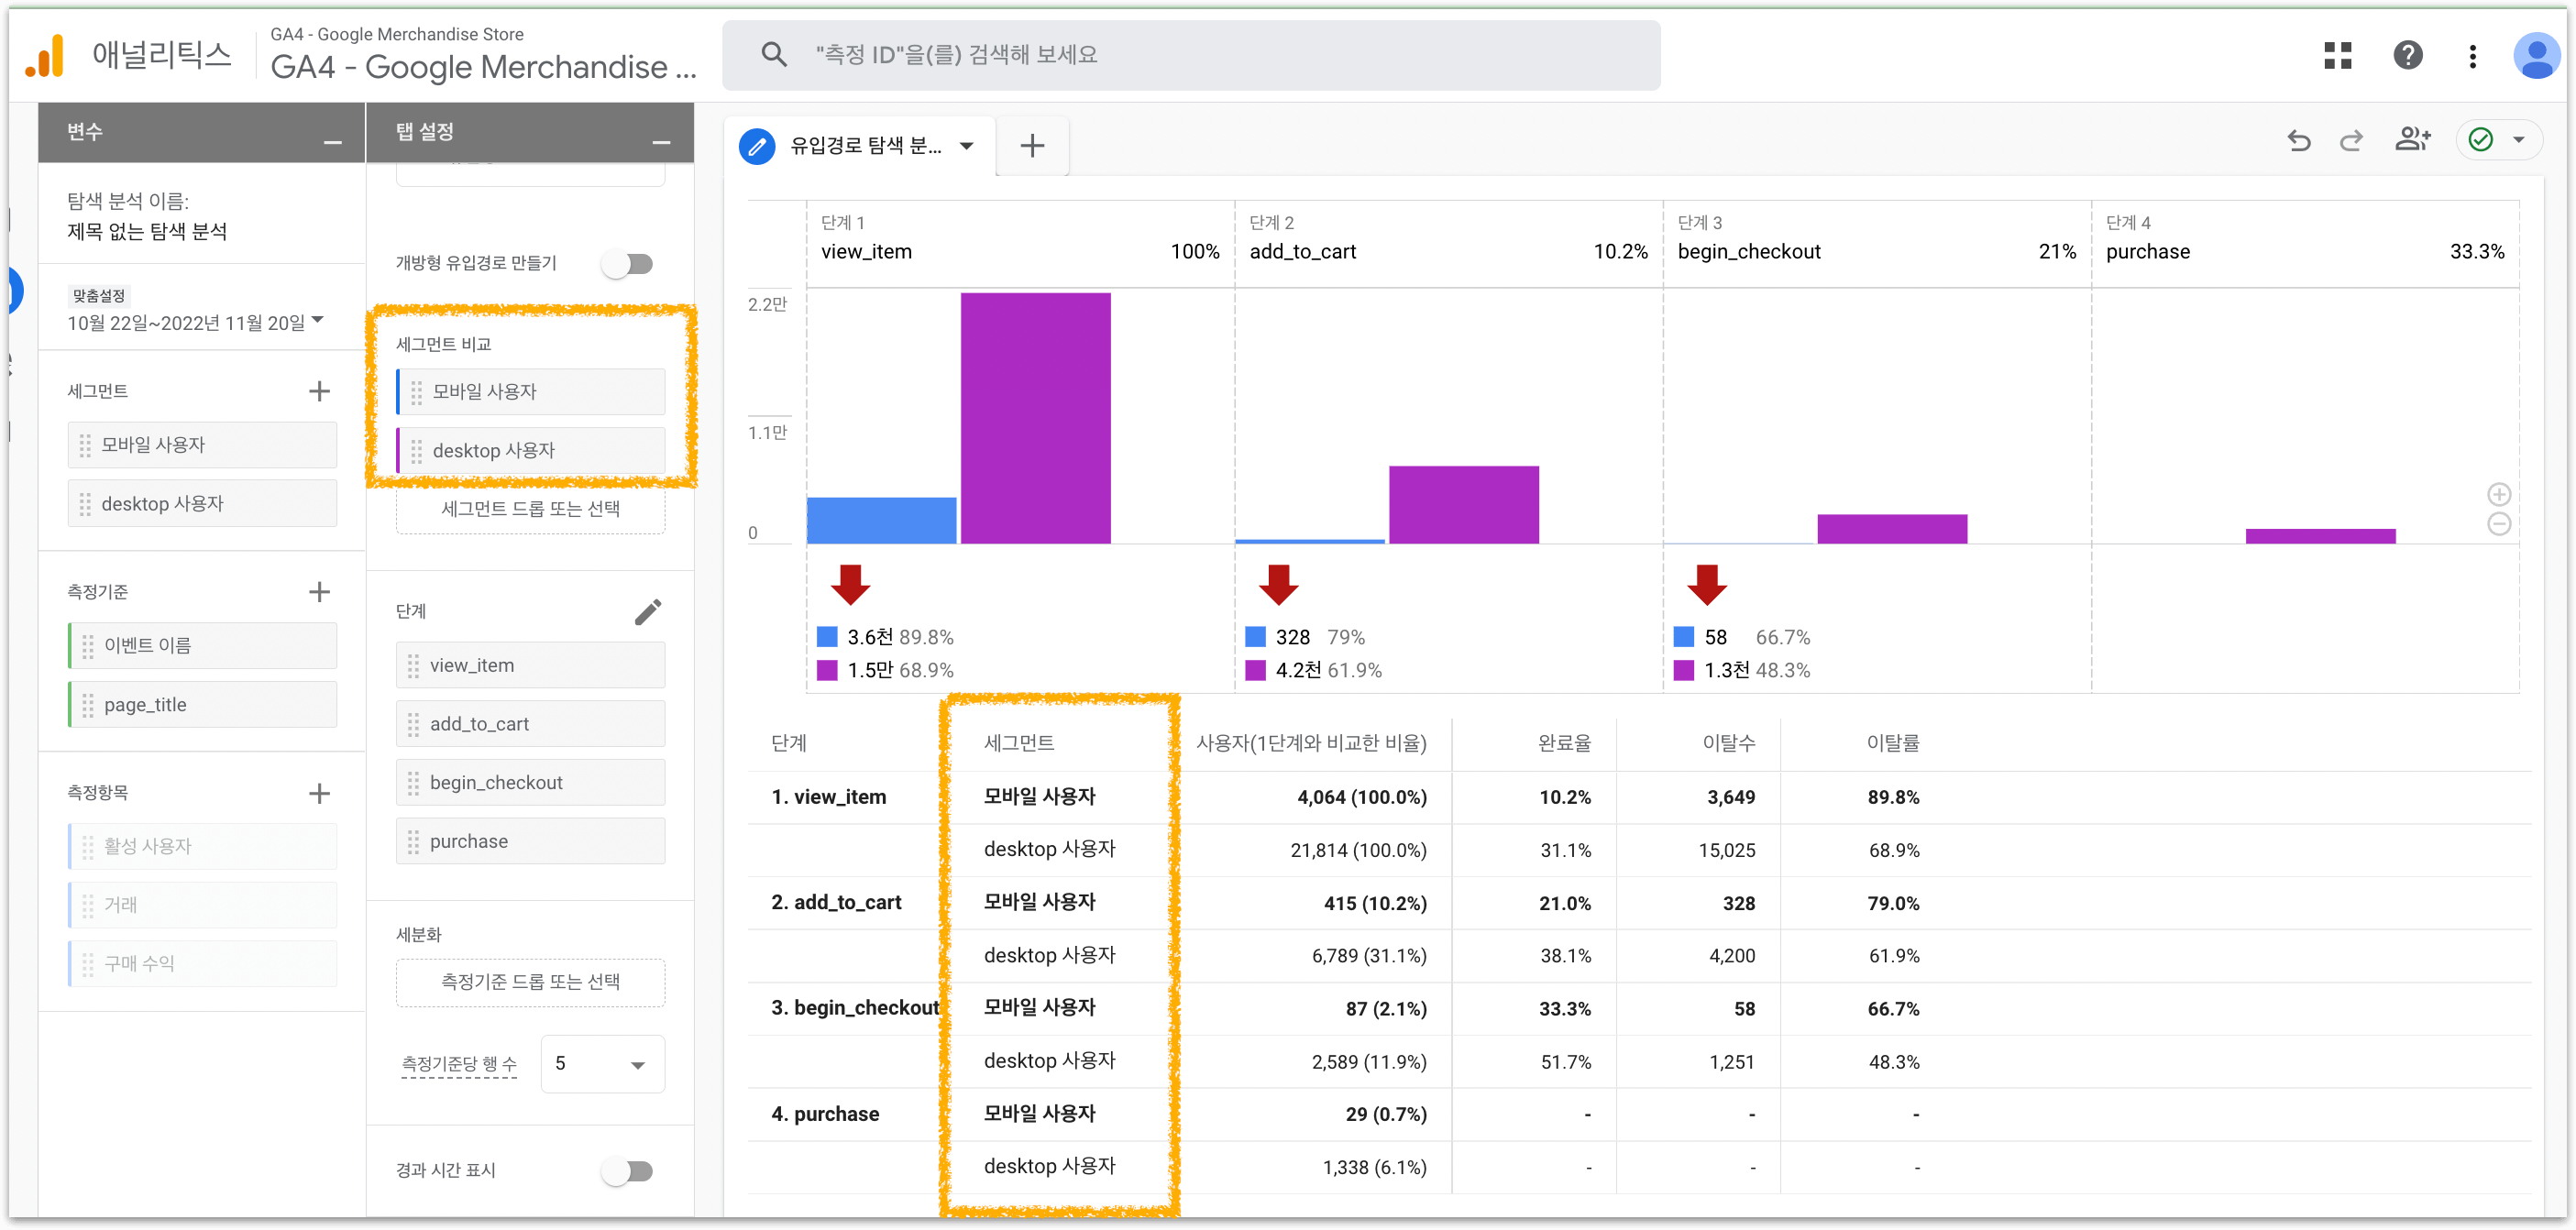 애널리틱스
GA4 - Google Merchandise Store
GA4 - Google Merchandise ...
"측정 ID"을(를) 검색해 보세요
변수
탐색 분석 이름:
제목 없는 탐색 분석
맞춤설정
10월 22일~2022년 11월 20일
세그먼트
모바일 사용자
desktop 사용자
측정기준
이벤트 이름
page_title
측정항목
활성 사용자
거래
구매 수익
탭 설정
개방형 유입경로 만들기
세그먼트 비교
모바일 사용자
desktop 사용자
세그먼트 드롭 또는 선택
단계
view_item
add_to_cart
begin_checkout
purchase
세분화
측정기준 드롭 또는 선택
측정기준당 행 수 5
경과 시간 표시
유입경로 탐색 분...
단계 1
view_item 100%
단계 2
add_to_cart 10.2%
단계 3
begin_checkout 21%
단계 4
purchase 33.3%
2.2만
1.1만
0
3.6천 89.8%
1.5만 68.9%
328 79%
4.2천 61.9%
58 66.7%
1.3천 48.3%
단계 세그먼트 사용자(1단계와 비교한 비율) 완료율 이탈수 이탈률
1. view_item 모바일 사용자 4,064 (100.0%) 10.2% 3,649 89.8%
desktop 사용자 21,814 (100.0%) 31.1% 15,025 68.9%
2. add_to_cart 모바일 사용자 415 (10.2%) 21.0% 328 79.0%
desktop 사용자 6,789 (31.1%) 38.1% 4,200 61.9%
3. begin_checkout 모바일 사용자 87 (2.1%) 33.3% 58 66.7%
desktop 사용자 2,589 (11.9%) 51.7% 1,251 48.3%
4. purchase 모바일 사용자 29 (0.7%) - - -
desktop 사용자 1,338 (6.1%) - - -